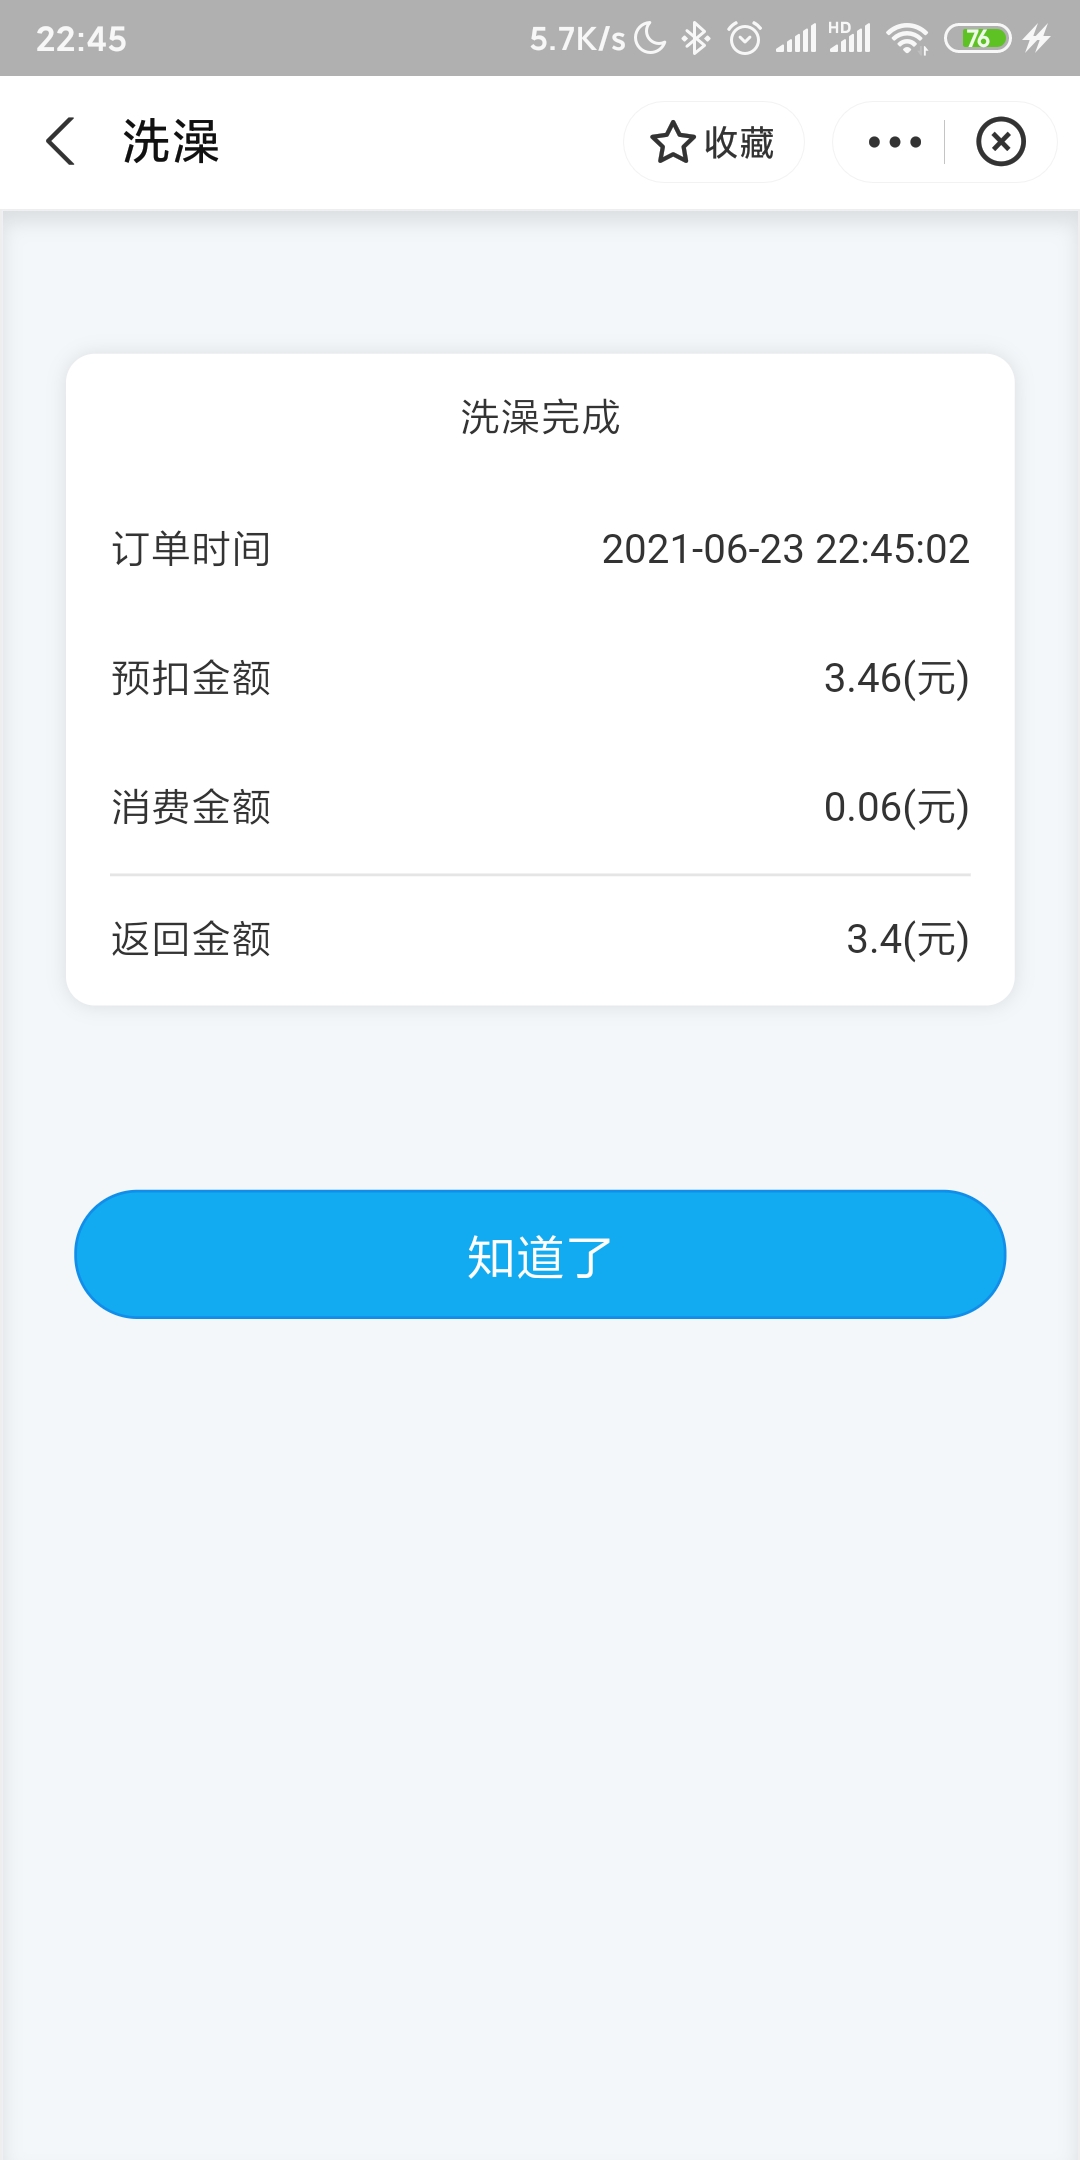 22:45 5.7K/s HD 76
洗澡 收藏
洗澡完成
订单时间 2021-06-23 22:45:02
预扣金额 3.46(元)
消费金额 0.06(元)
返回金额 3.4(元)
知道了